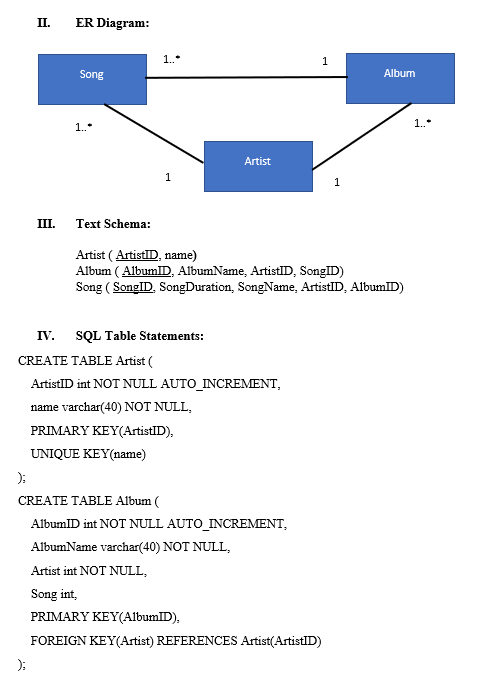 II. ER Diagram:
1..*
1
Song
Album
1..*
1..*
Artist
1
1
III. Text Schema:
Artist ( ArtistID, name)
Album ( AlbumID, AlbumName, ArtistID, SongID)
Song ( SongID, SongDuration, SongName, ArtistID, AlbumID)
IV. SQL Table Statements:
CREATE TABLE Artist (
ArtistID int NOT NULL AUTO_INCREMENT,
name varchar(40) NOT NULL,
PRIMARY KEY(ArtistID),
UNIQUE KEY(name)
);
CREATE TABLE Album (
AlbumID int NOT NULL AUTO_INCREMENT,
AlbumName varchar(40) NOT NULL,
Artist int NOT NULL,
Song int,
PRIMARY KEY(AlbumID),
FOREIGN KEY(Artist) REFERENCES Artist(ArtistID)
);